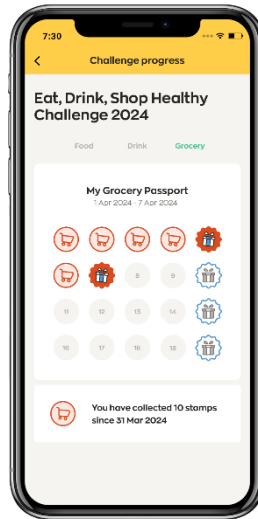 7:30
Challenge progress
Eat, Drink, Shop Healthy
Challenge 2024
Food Drink Grocery
My Grocery Passport
1 Apr 2024 - 7 Apr 2024
8 9
11 12 13 14
16 17 18
You have collected 10 stamps
since 31 Mar 2024